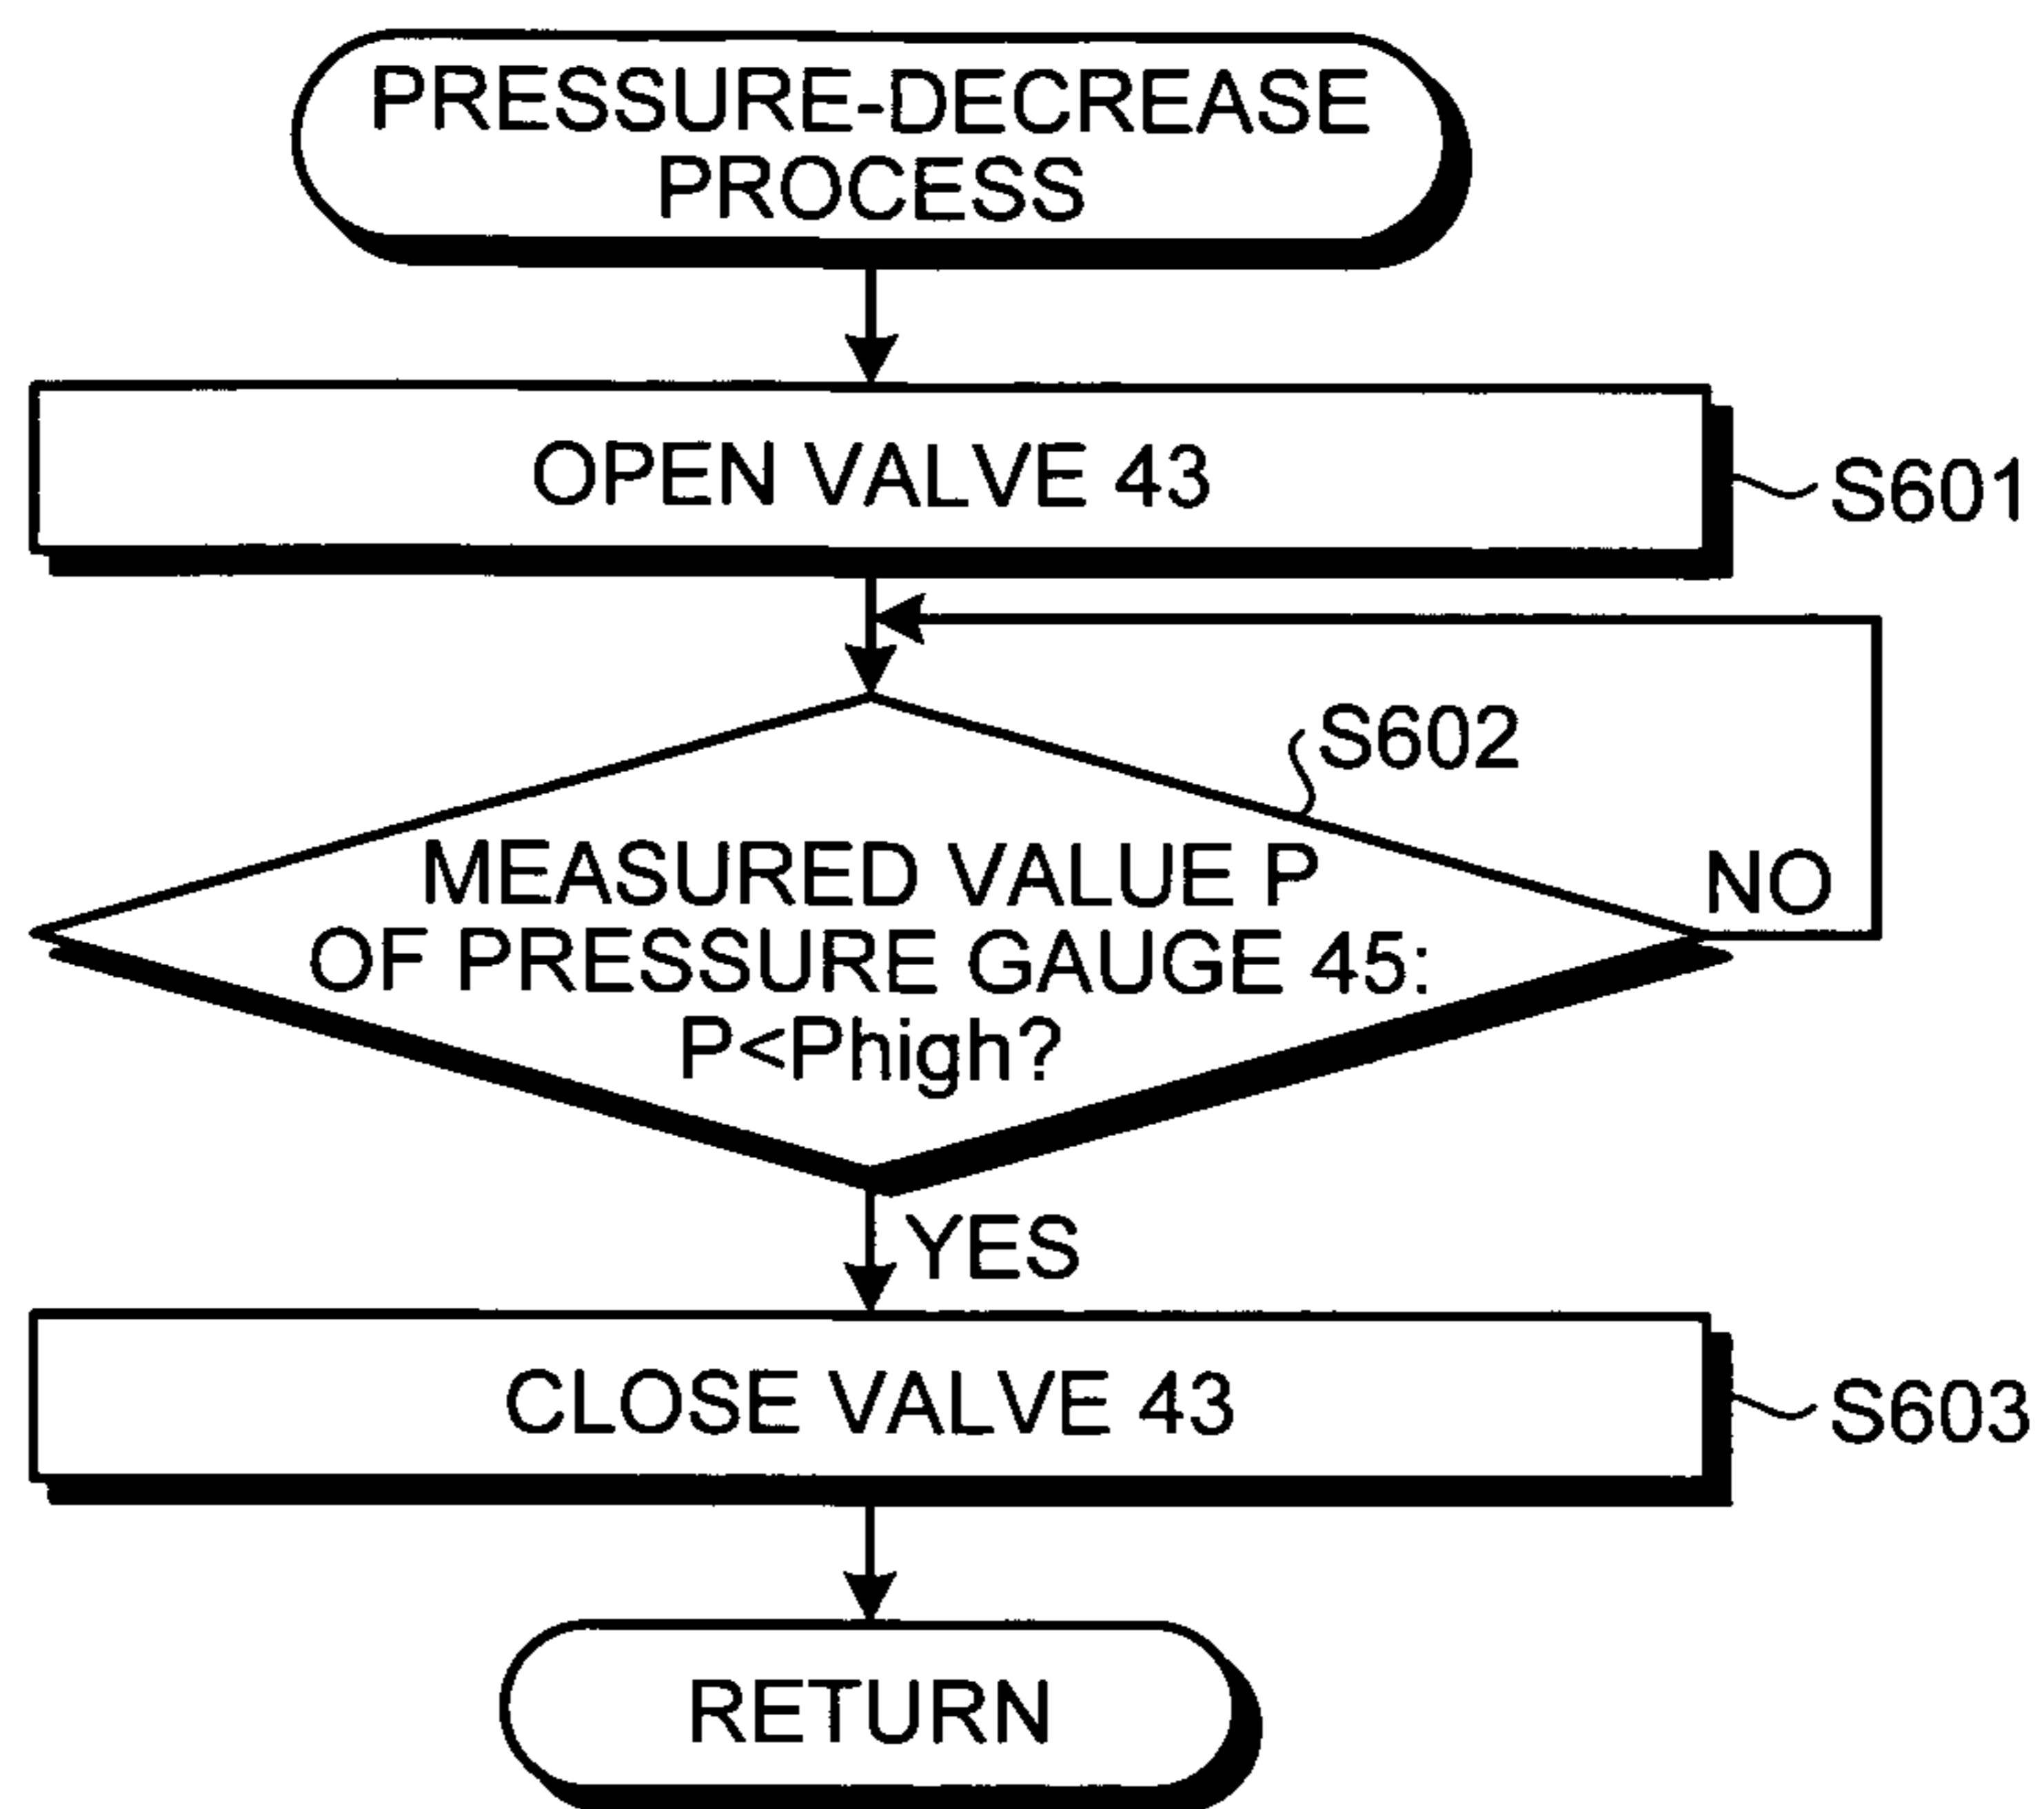 PRESSURE-DECREASE
PROCESS
OPEN VALVE 43
S601
S602
MEASURED VALUE P
OF PRESSURE GAUGE 45:
P<Phigh?
NO
YES
CLOSE VALVE 43
S603
RETURN